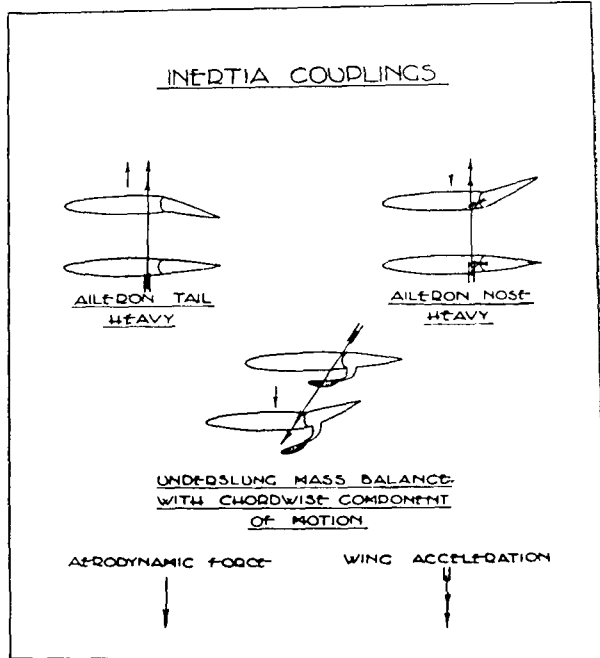 INERTIA COUPLINGS
AILERON TAIL
HEAVY
AILERON NOSE
HEAVY
UNDERSLUNG MASS BALANCE.
WITH CHORDWISE COMPONENT
OF MOTION
AERODYNAMIC FORCE
WING ACCELERATION